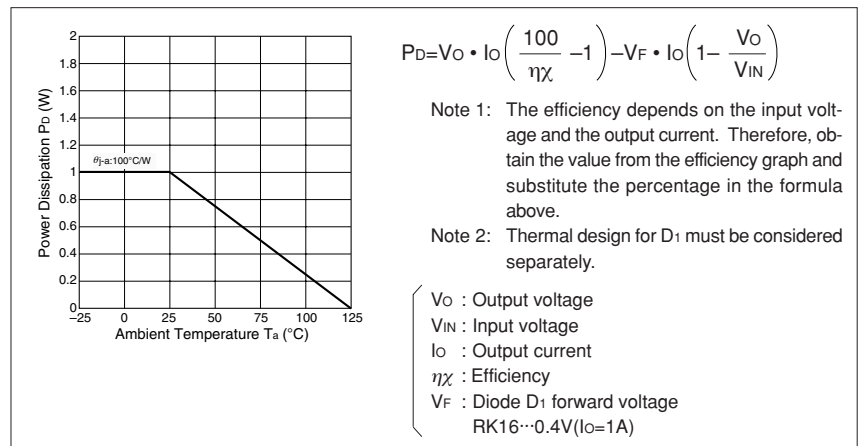 2
1.8
1.6
1.4
1.2
1
0.8
0.6
0.4
0.2
0
Power Dissipation PD (W)
θj-a:100°C/W
–25 0 25 50 75 100 125
Ambient Temperature Ta (°C)
PD=VO • IO(100/ηχ –1)–VF • IO(1– VO/VIN)
Note 1: The efficiency depends on the input volt-
age and the output current. Therefore, ob-
tain the value from the efficiency graph and
substitute the percentage in the formula
above.
Note 2: Thermal design for D1 must be considered
separately.
VO : Output voltage
VIN : Input voltage
IO : Output current
ηχ : Efficiency
VF : Diode D1 forward voltage
RK16···0.4V(IO=1A)